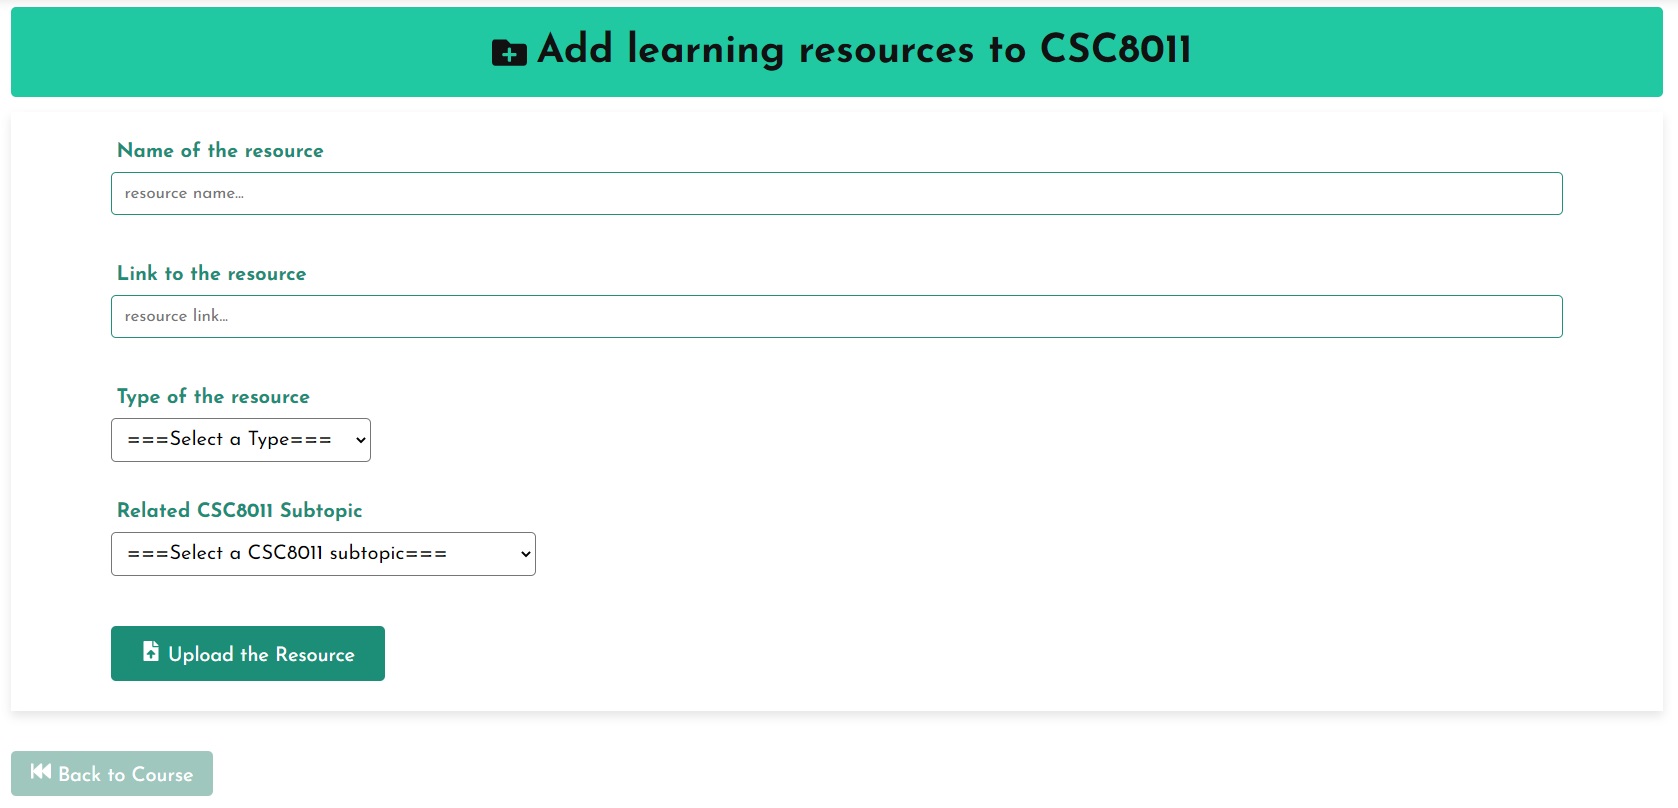 Add learning resources to CSC8011
Name of the resource
resource name...
Link to the resource
resource link...
Type of the resource
===Select a Type===
Related CSC8011 Subtopic
===Select a CSC8011 subtopic===
Upload the Resource
Back to Course